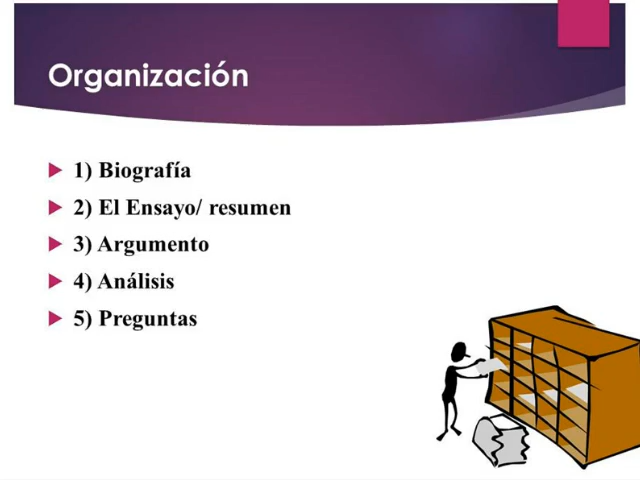 Organización
1) Biografía
2) El Ensayo/ resumen
3) Argumento
4) Análisis
5) Preguntas